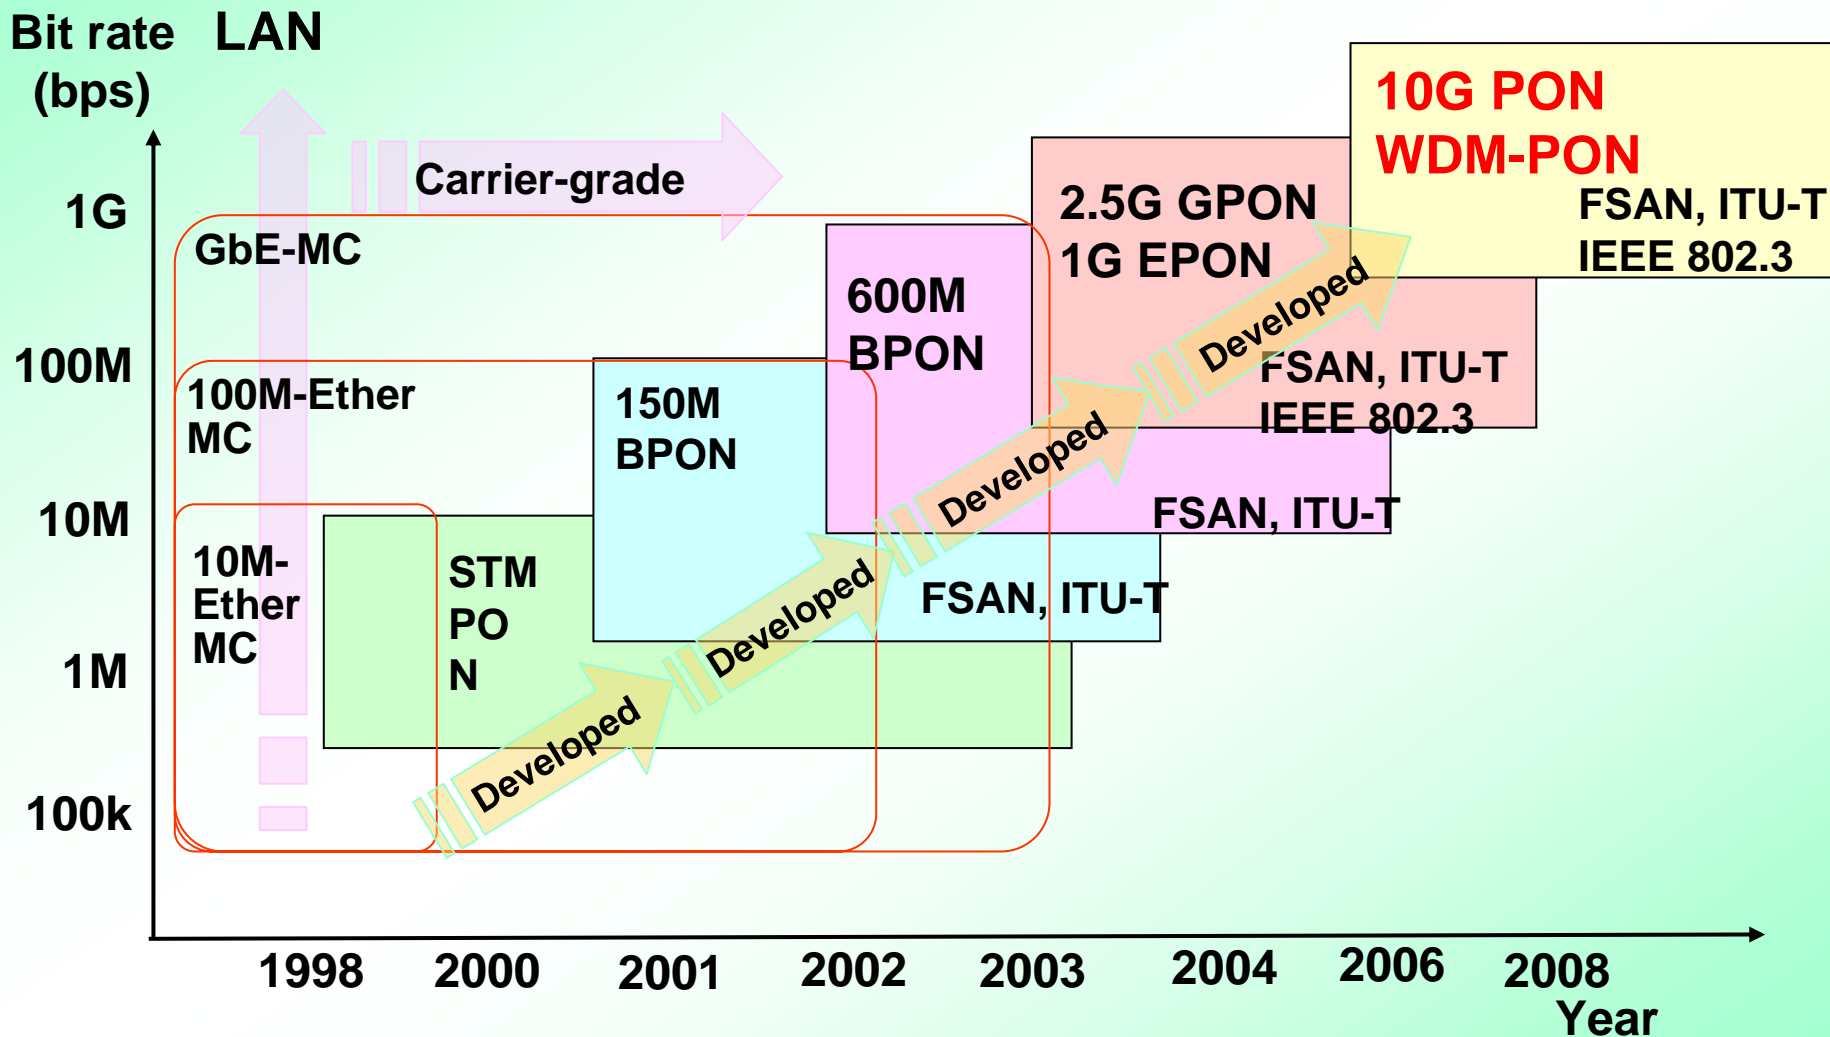 Bit rate
(bps)
LAN
Carrier-grade
10G PON
WDM-PON
FSAN, ITU-T
IEEE 802.3
1G
GbE-MC
2.5G GPON
1G EPON
FSAN, ITU-T
IEEE 802.3
Developed
600M
BPON
FSAN, ITU-T
Developed
100M
100M-Ether
MC
150M
BPON
FSAN, ITU-T
Developed
10M
10M-
Ether
MC
STM
PO
N
Developed
1M
100k
1998
2000
2001
2002
2003
2004
2006
2008
Year